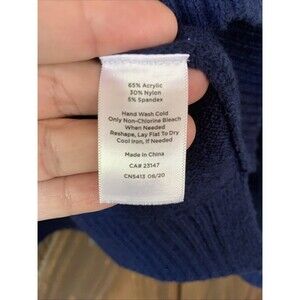 65% Acrylic
30% Nylon
5% Spandex
Hand Wash Cold
Only Non-Chlorine Bleach
When Needed
Reshape, Lay Flat To Dry
Cool Iron, If Needed
Made in China
CA# 23147
CNS413 08/20